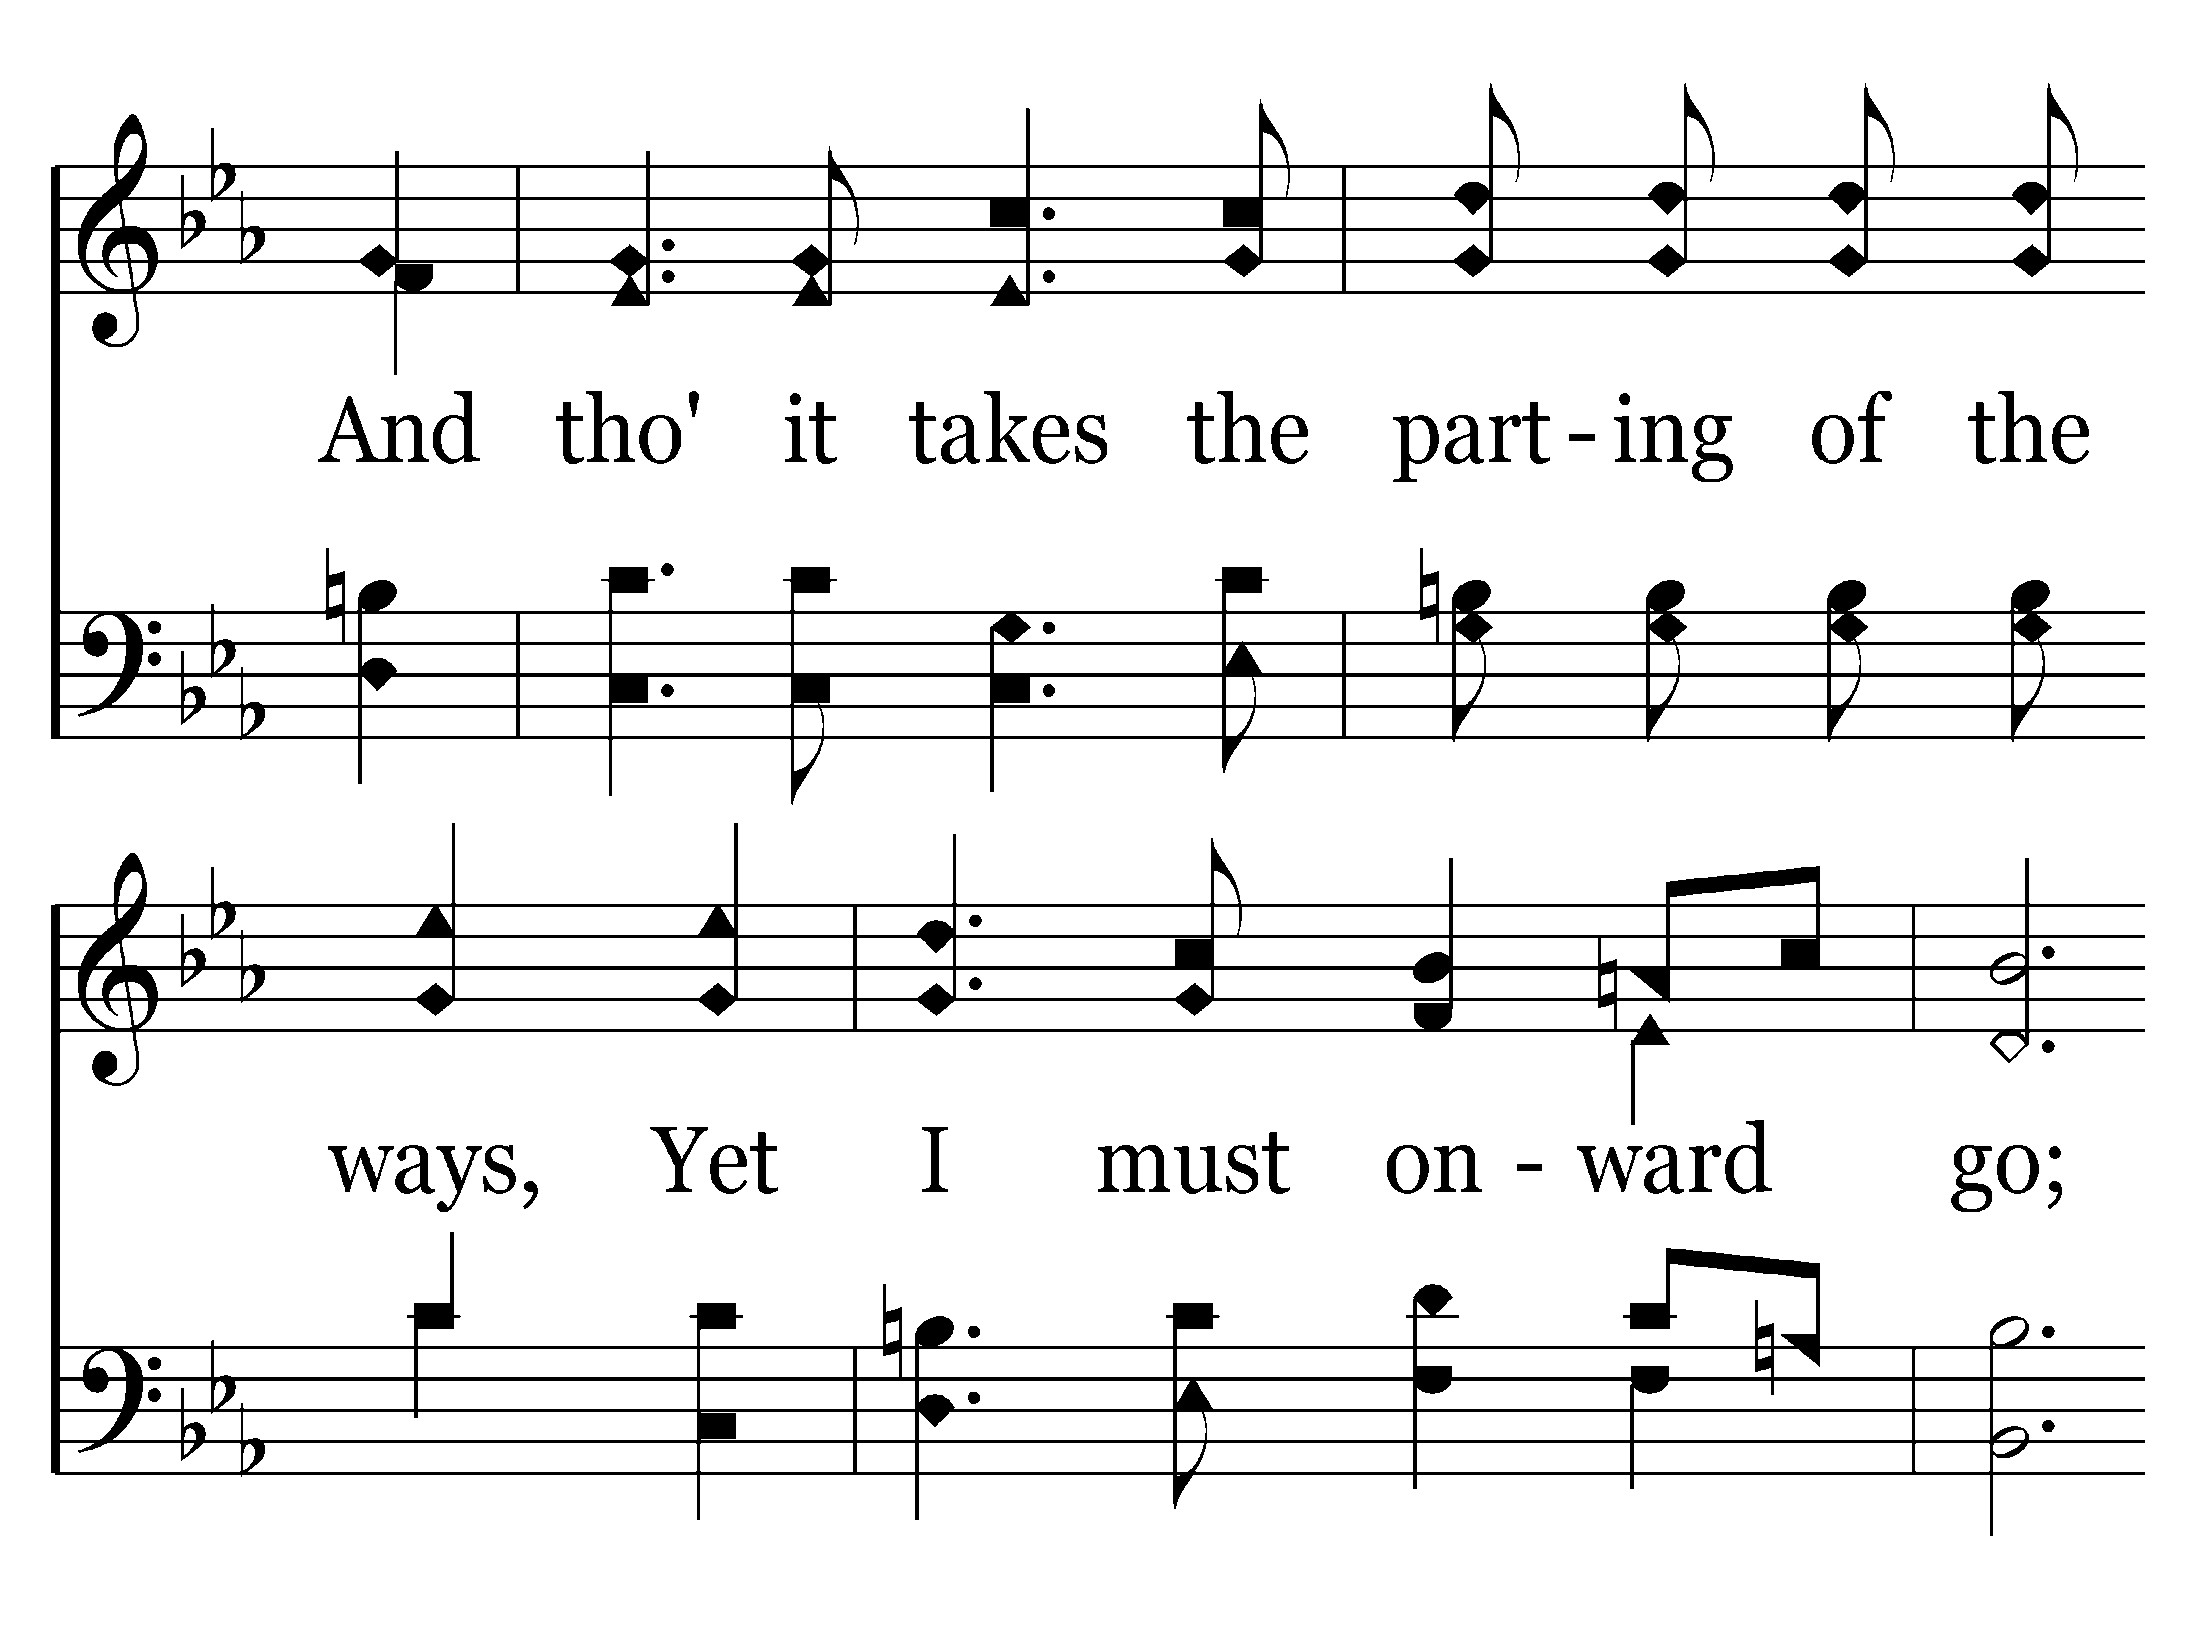 And tho' it takes the part-ing of the
ways, Yet I must on-ward go;